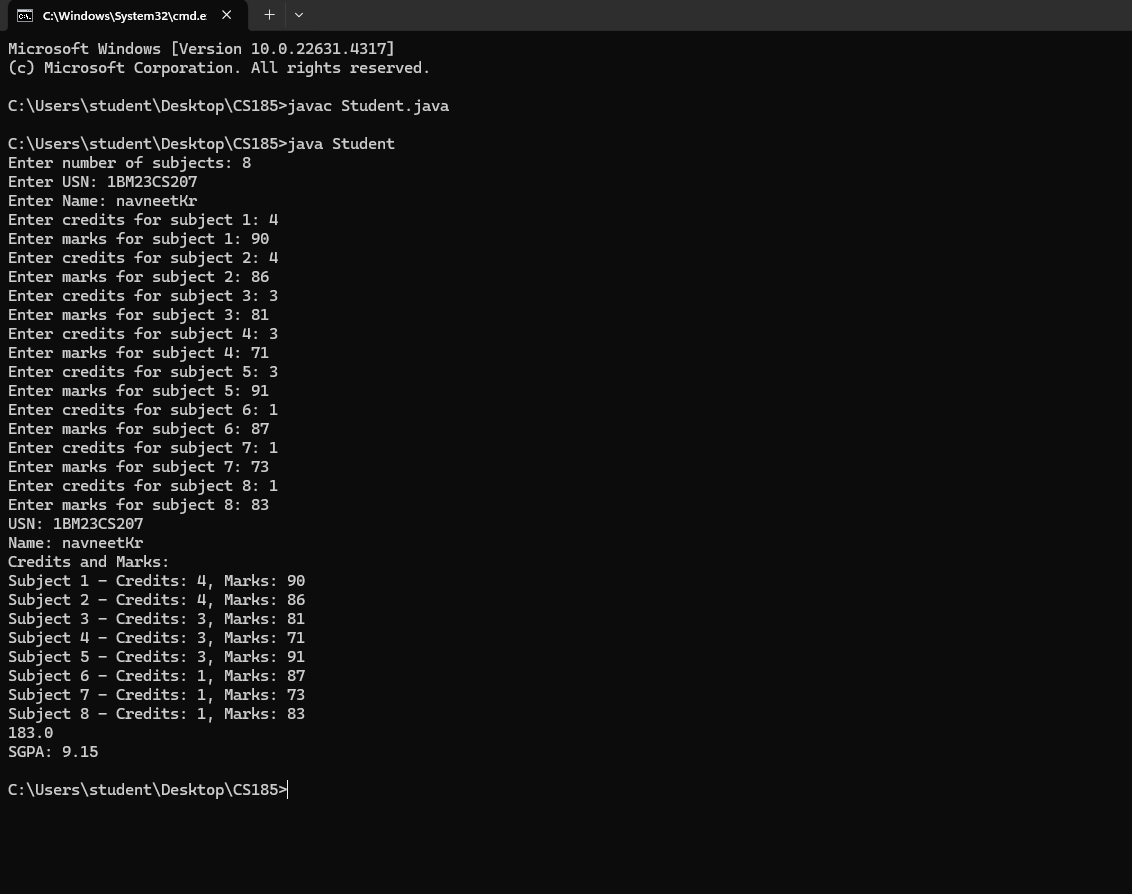 C:\Windows\System32\cmd.e
Microsoft Windows [Version 10.0.22631.4317]
(c) Microsoft Corporation. All rights reserved.
C:\Users\student\Desktop\CS185>javac Student.java
C:\Users\student\Desktop\CS185>java Student
Enter number of subjects: 8
Enter USN: 1BM23CS207
Enter Name: navneetKr
Enter credits for subject 1: 4
Enter marks for subject 1: 90
Enter credits for subject 2: 4
Enter marks for subject 2: 86
Enter credits for subject 3: 3
Enter marks for subject 3: 81
Enter credits for subject 4: 3
Enter marks for subject 4: 71
Enter credits for subject 5: 3
Enter marks for subject 5: 91
Enter credits for subject 6: 1
Enter marks for subject 6: 87
Enter credits for subject 7: 1
Enter marks for subject 7: 73
Enter credits for subject 8: 1
Enter marks for subject 8: 83
USN: 1BM23CS207
Name: navneetKr
Credits and Marks:
Subject 1 - Credits: 4, Marks: 90
Subject 2 - Credits: 4, Marks: 86
Subject 3 - Credits: 3, Marks: 81
Subject 4 - Credits: 3, Marks: 71
Subject 5 - Credits: 3, Marks: 91
Subject 6 - Credits: 1, Marks: 87
Subject 7 - Credits: 1, Marks: 73
Subject 8 - Credits: 1, Marks: 83
183.0
SGPA: 9.15
C:\Users\student\Desktop\CS185>